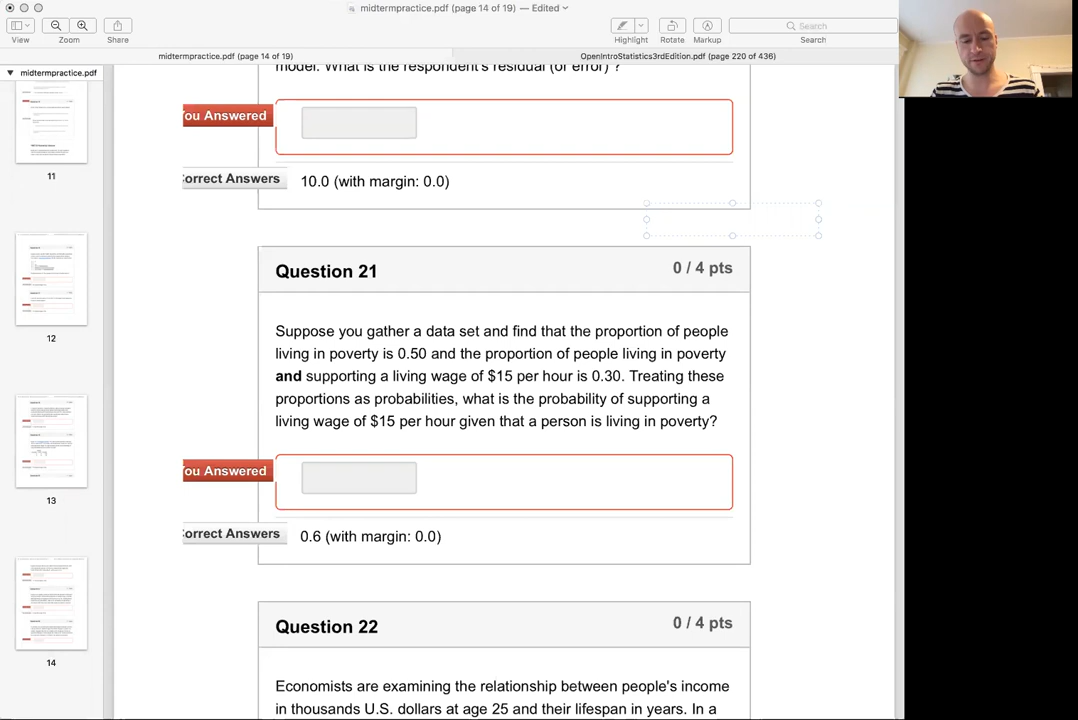 midtermpractice.pdf (page 14 of 19) — Edited
View
Zoom
Share
Highlight
Rotate
Markup
Search
Search
midtermpractice.pdf (page 14 of 19)
OpenIntroStatistics3rdEdition.pdf (page 220 of 436)
midtermpractice.pdf
11
12
13
14
model. What is the respondent's residual (or error) ?
ou Answered
orrect Answers
10.0 (with margin: 0.0)
Question 21
0 / 4 pts
Suppose you gather a data set and find that the proportion of people
living in poverty is 0.50 and the proportion of people living in poverty
and supporting a living wage of $15 per hour is 0.30. Treating these
proportions as probabilities, what is the probability of supporting a
living wage of $15 per hour given that a person is living in poverty?
ou Answered
orrect Answers
0.6 (with margin: 0.0)
Question 22
0 / 4 pts
Economists are examining the relationship between people's income
in thousands U.S. dollars at age 25 and their lifespan in years. In a